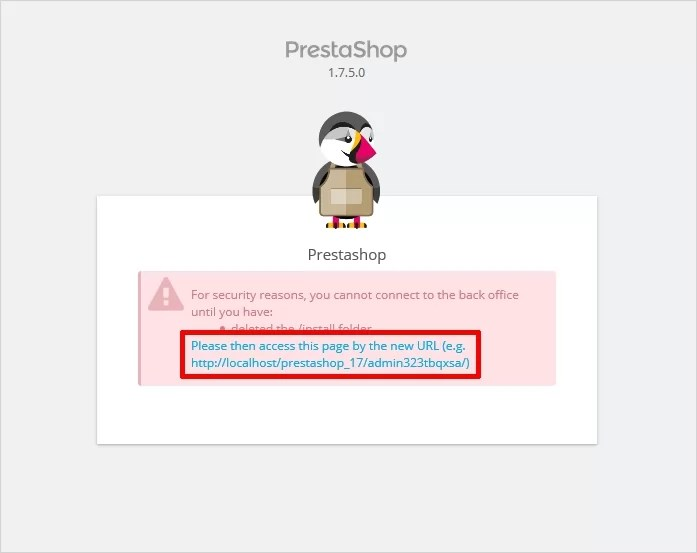 PrestaShop
1.7.5.0
Prestashop
For security reasons, you cannot connect to the back office
until you have:
• deleted the /install folder
Please then access this page by the new URL (e.g.
http://localhost/prestashop_17/admin323tbqxsa/)